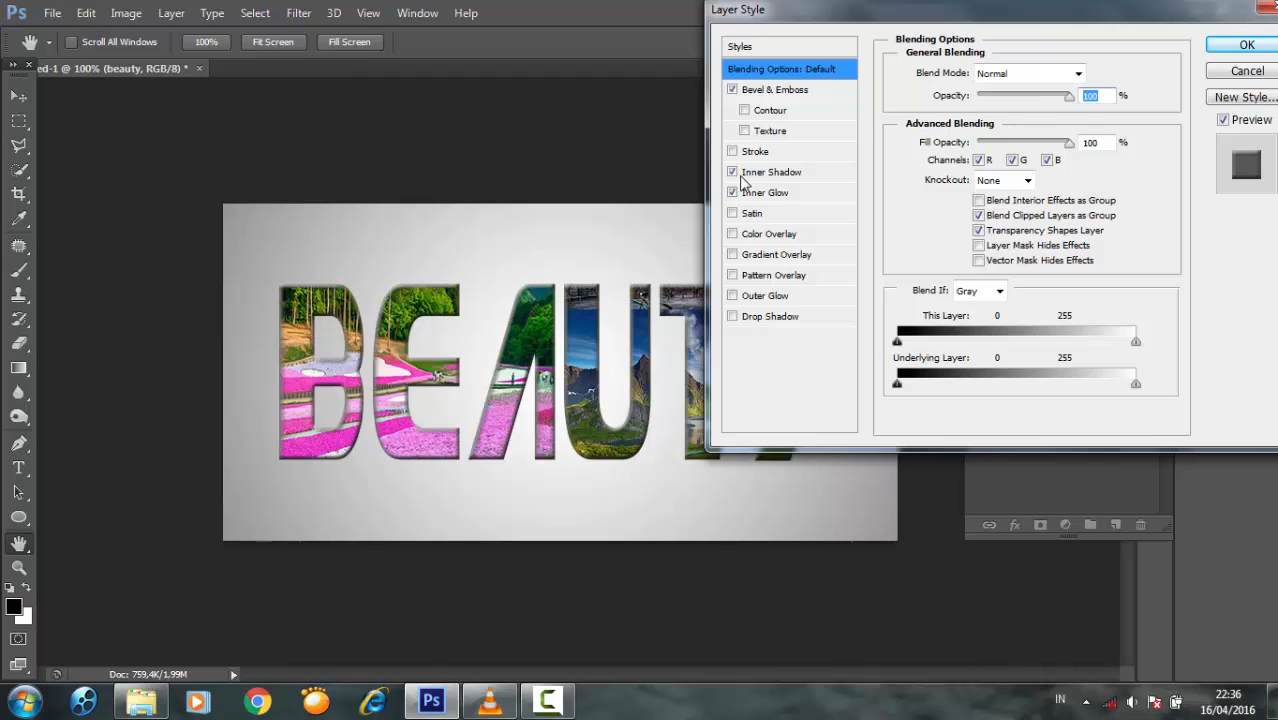 Ps File Edit Image Layer Type Select Filter 3D View Window Help
Layer Style
Scroll All Windows 100% Fit Screen Fill Screen
ed-1 @ 100% (beauty, RGB/8) * ×
Styles
Blending Options: Default
Bevel & Emboss
Contour
Texture
Stroke
Inner Shadow
Inner Glow
Satin
Color Overlay
Gradient Overlay
Pattern Overlay
Outer Glow
Drop Shadow
Blending Options
General Blending
Blend Mode: Normal
Opacity: 100 %
Advanced Blending
Fill Opacity: 100 %
Channels: R G B
Knockout: None
Blend Interior Effects as Group
Blend Clipped Layers as Group
Transparency Shapes Layer
Layer Mask Hides Effects
Vector Mask Hides Effects
Blend If: Gray
This Layer: 0 255
Underlying Layer: 0 255
OK
Cancel
New Style...
Preview
BEAUT
fx
Doc: 759,4K/1,99M
Ps
IN
22:36
16/04/2016